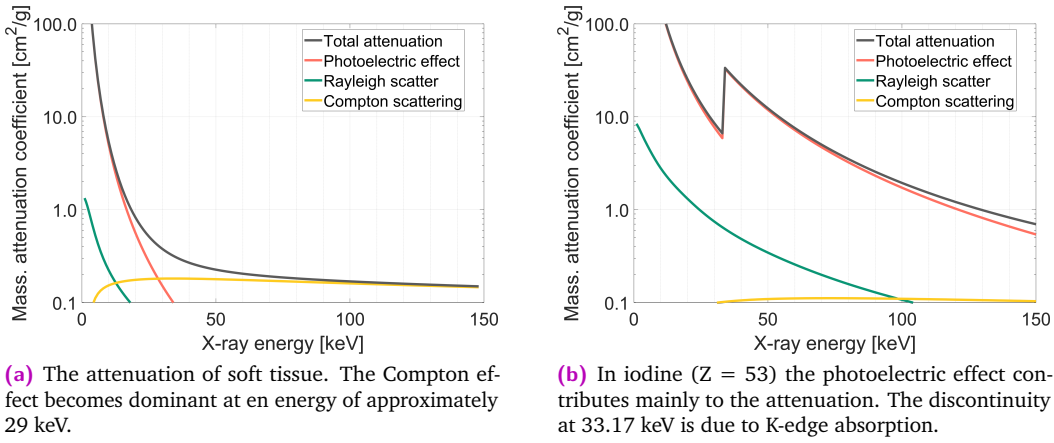 Mass. attenuation coefficient [cm²/g]
100.0
10.0
1.0
0.1
Total attenuation
Photoelectric effect
Rayleigh scatter
Compton scattering
0
50
100
150
X-ray energy [keV]
(a) The attenuation of soft tissue. The Compton ef-
fect becomes dominant at en energy of approximately
29 keV.
Mass. attenuation coefficient [cm²/g]
100.0
10.0
1.0
0.1
Total attenuation
Photoelectric effect
Rayleigh scatter
Compton scattering
0
50
100
150
X-ray energy [keV]
(b) In iodine (Z = 53) the photoelectric effect con-
tributes mainly to the attenuation. The discontinuity
at 33.17 keV is due to K-edge absorption.